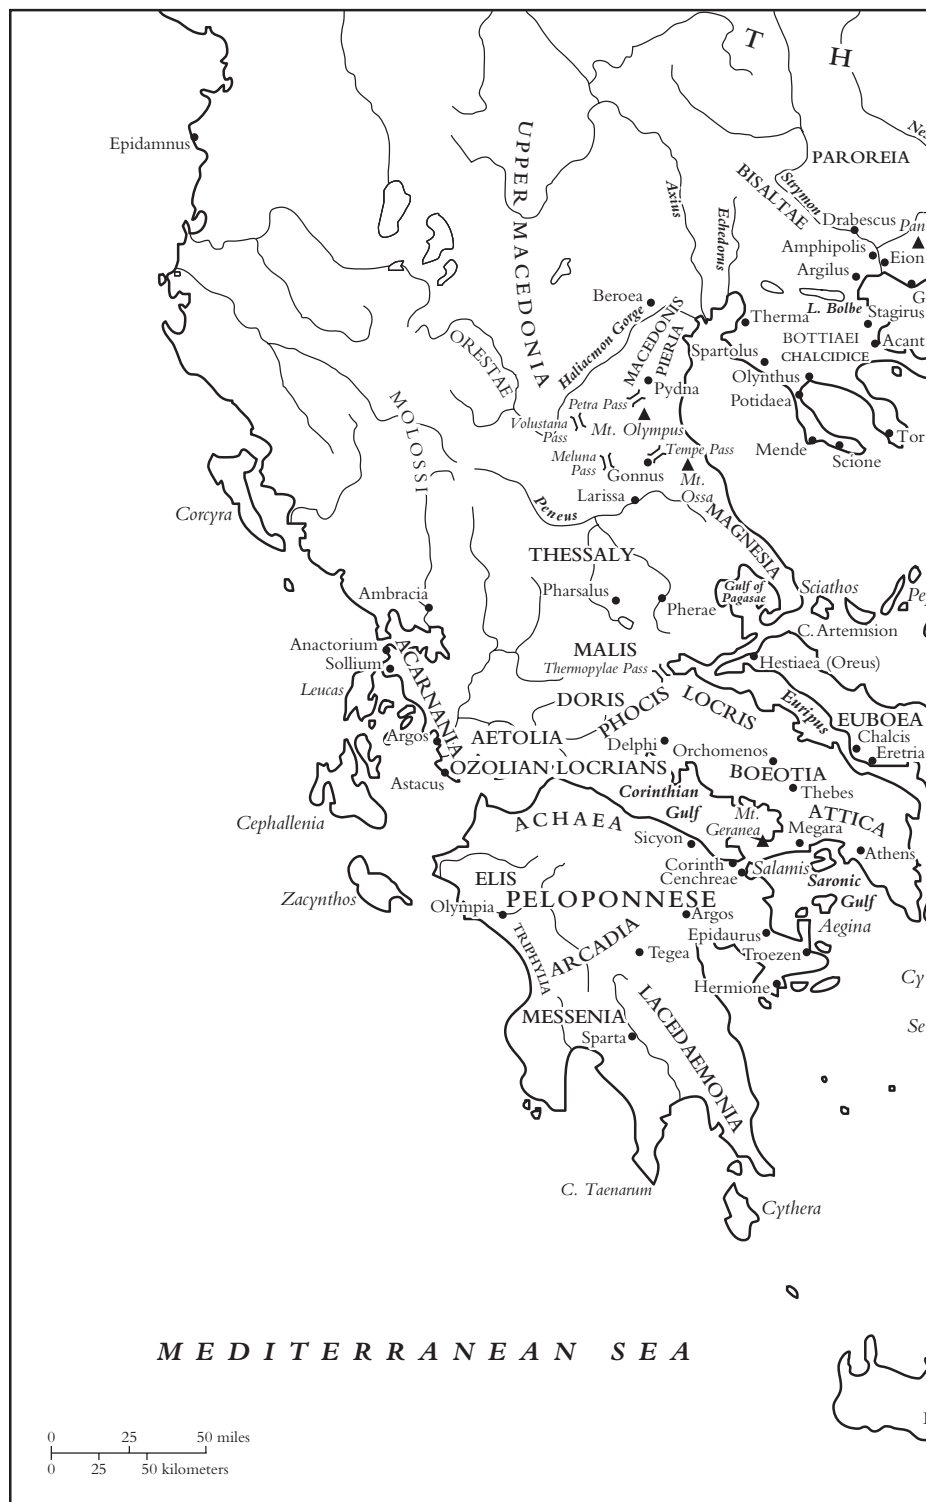 T
H
Epidamnus
UPPER MACEDONIA
PAROREIA
BISALTAE
Strymon
Axius
Echedorus
Drabescus
Pan
Amphipolis
Eion
Argilus
G
L. Bolbe
Stagirus
Beroea
Haliacmon Gorge
MACEDONIS
PIERIA
Therma
BOTTIAEI
Acant
CHALCIDICE
Spartolus
Olynthus
Potidaea
ORESTAE
Pydna
Petra Pass
Mt. Olympus
Volustana
Pass
MOLOSSI
Meluna
Pass
Tempe Pass
Gonnus
Mt.
Ossa
Mende
Scione
Tor
Larissa
Peneus
MAGNESIA
Corcyra
THESSALY
Pharsalus
Pherae
Gulf of
Pagasae
Sciathos
C. Artemision
Ambracia
Anactorium
Sollium
Leucas
ACARNANIA
MALIS
Thermopylae Pass
Hestiaea (Oreus)
DORIS
PHOCIS
LOCRIS
Euripus
EUBOEA
Chalcis
Eretria
Argos
AETOLIA
Delphi
Orchomenos
OZOLIAN LOCRIANS
BOEOTIA
Astacus
Thebes
Corinthian
Gulf
Cephallenia
ACHAEA
Mt.
Geranea
ATTICA
Sicyon
Megara
Athens
Corinth
Cenchreae
Salamis
Saronic
Gulf
ELIS
Zacynthos
Olympia
PELOPONNESE
Argos
Aegina
Epidaurus
TRIPHYLIA
ARCADIA
Tegea
Troezen
Hermione
Cy
MESSENIA
Sparta
LACEDAEMONIA
Se
C. Taenarum
Cythera
MEDITERRANEAN SEA
0 25 50 miles
0 25 50 kilometers